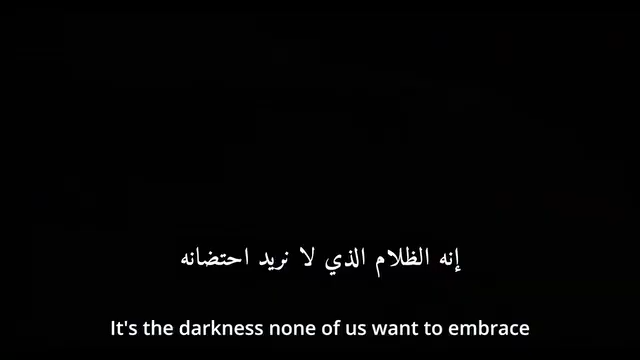 إنه الظلام الذي لا نريد احتضانه
It's the darkness none of us want to embrace